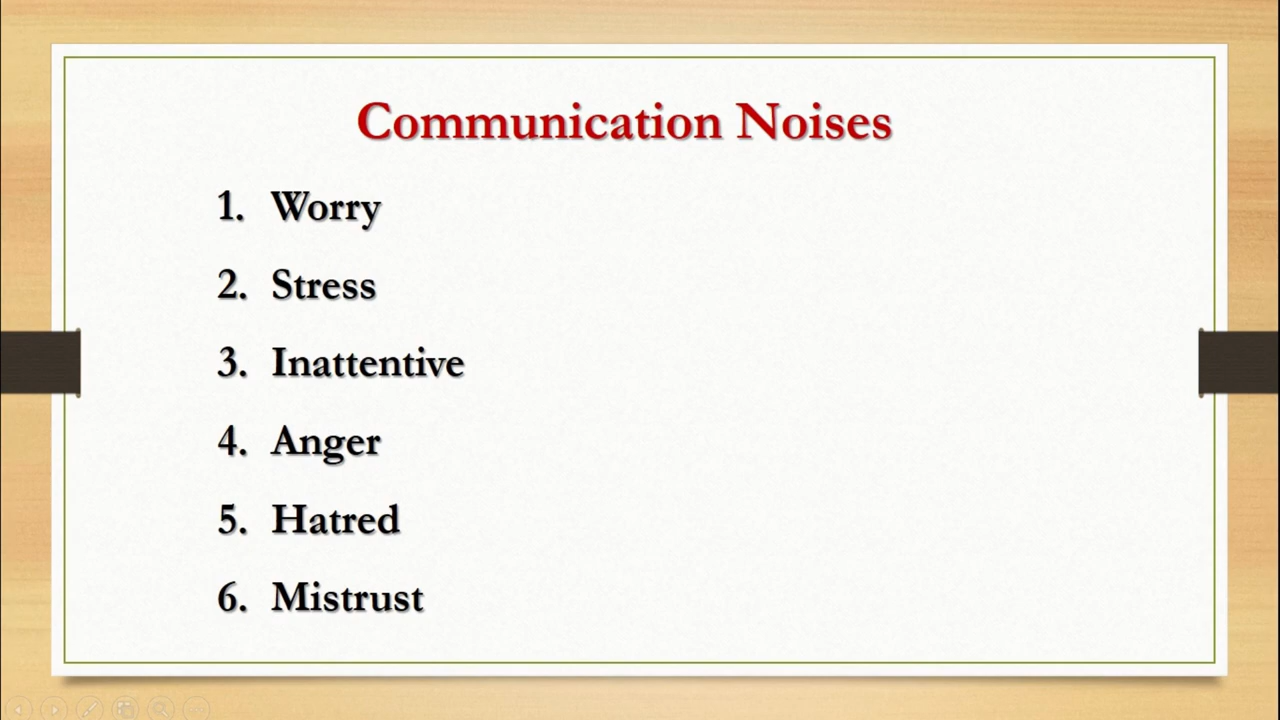 Communication Noises
1. Worry
2. Stress
3. Inattentive
4. Anger
5. Hatred
6. Mistrust